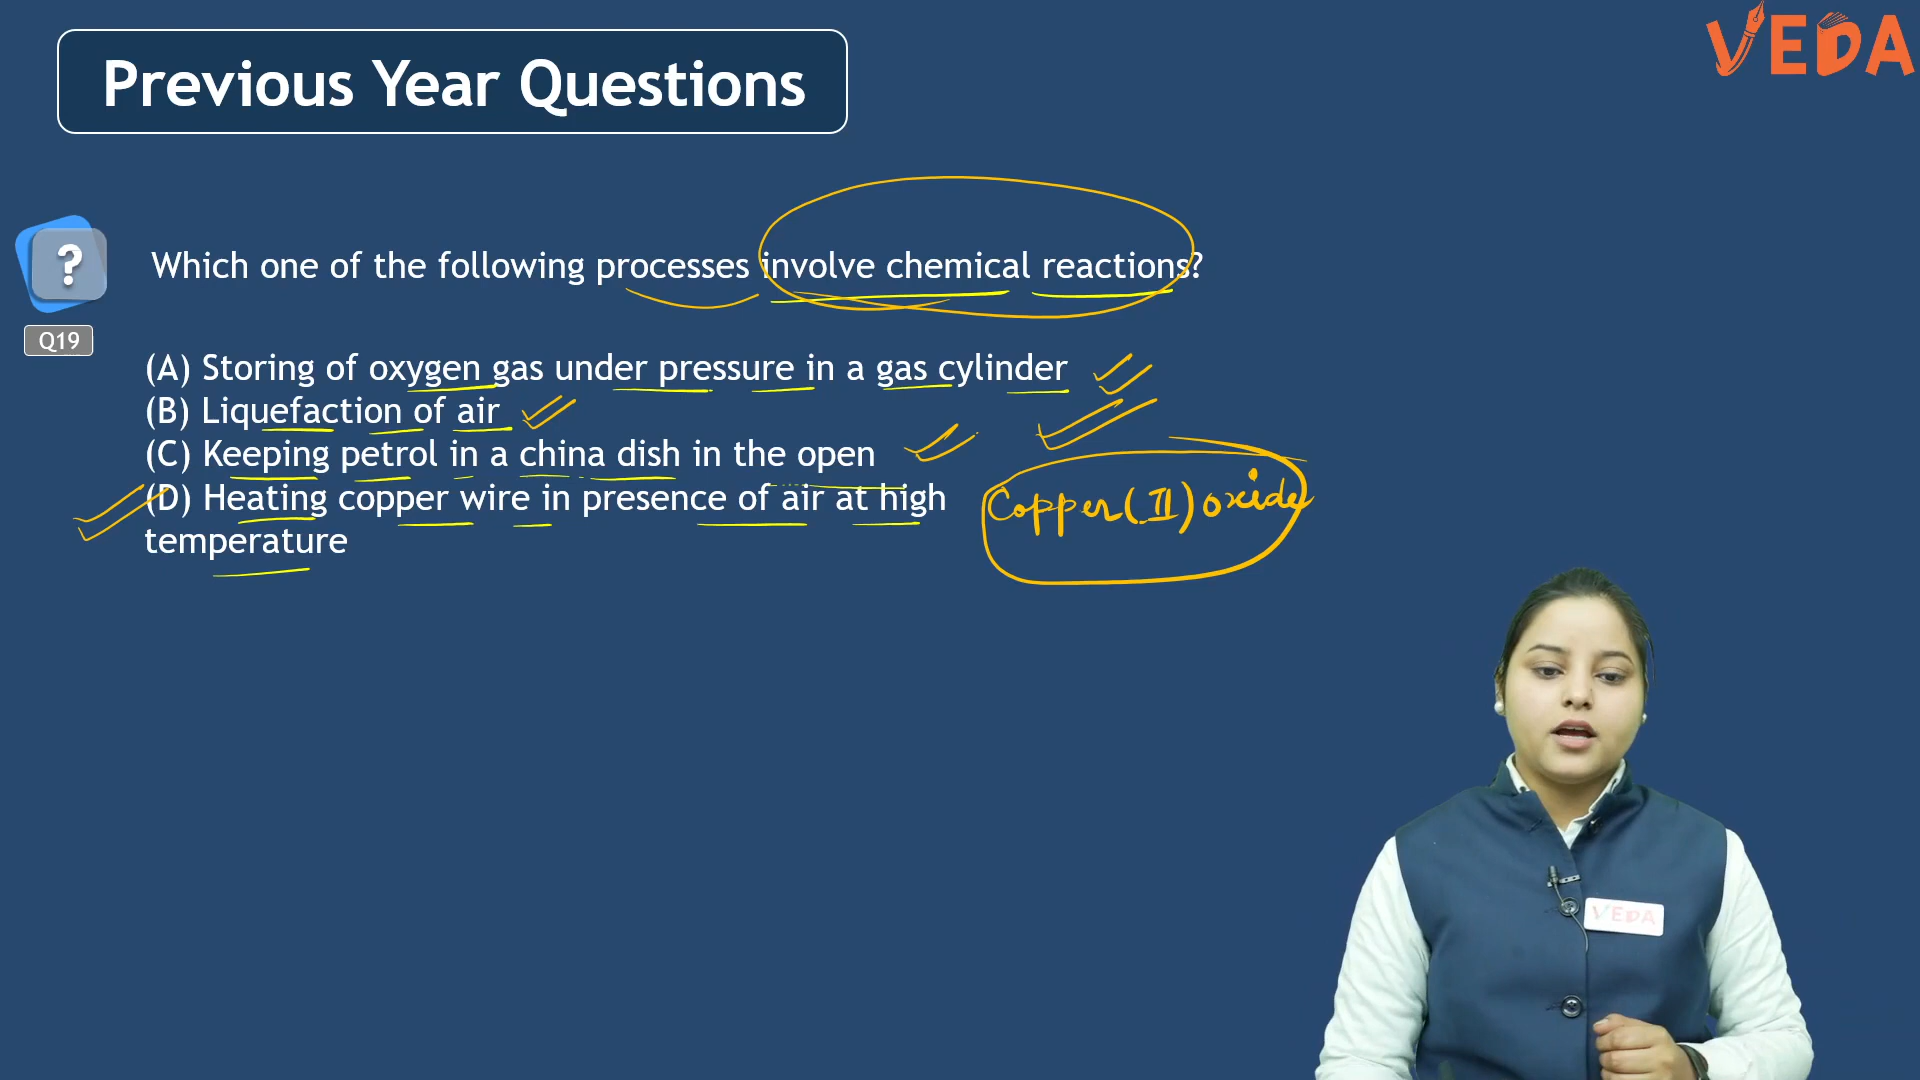 VEDA
Previous Year Questions
?
Which one of the following processes involve chemical reactions?
Q19
(A) Storing of oxygen gas under pressure in a gas cylinder
(B) Liquefaction of air
(C) Keeping petrol in a china dish in the open
(D) Heating copper wire in presence of air at high
temperature
Copper(II) oxide
VEDA